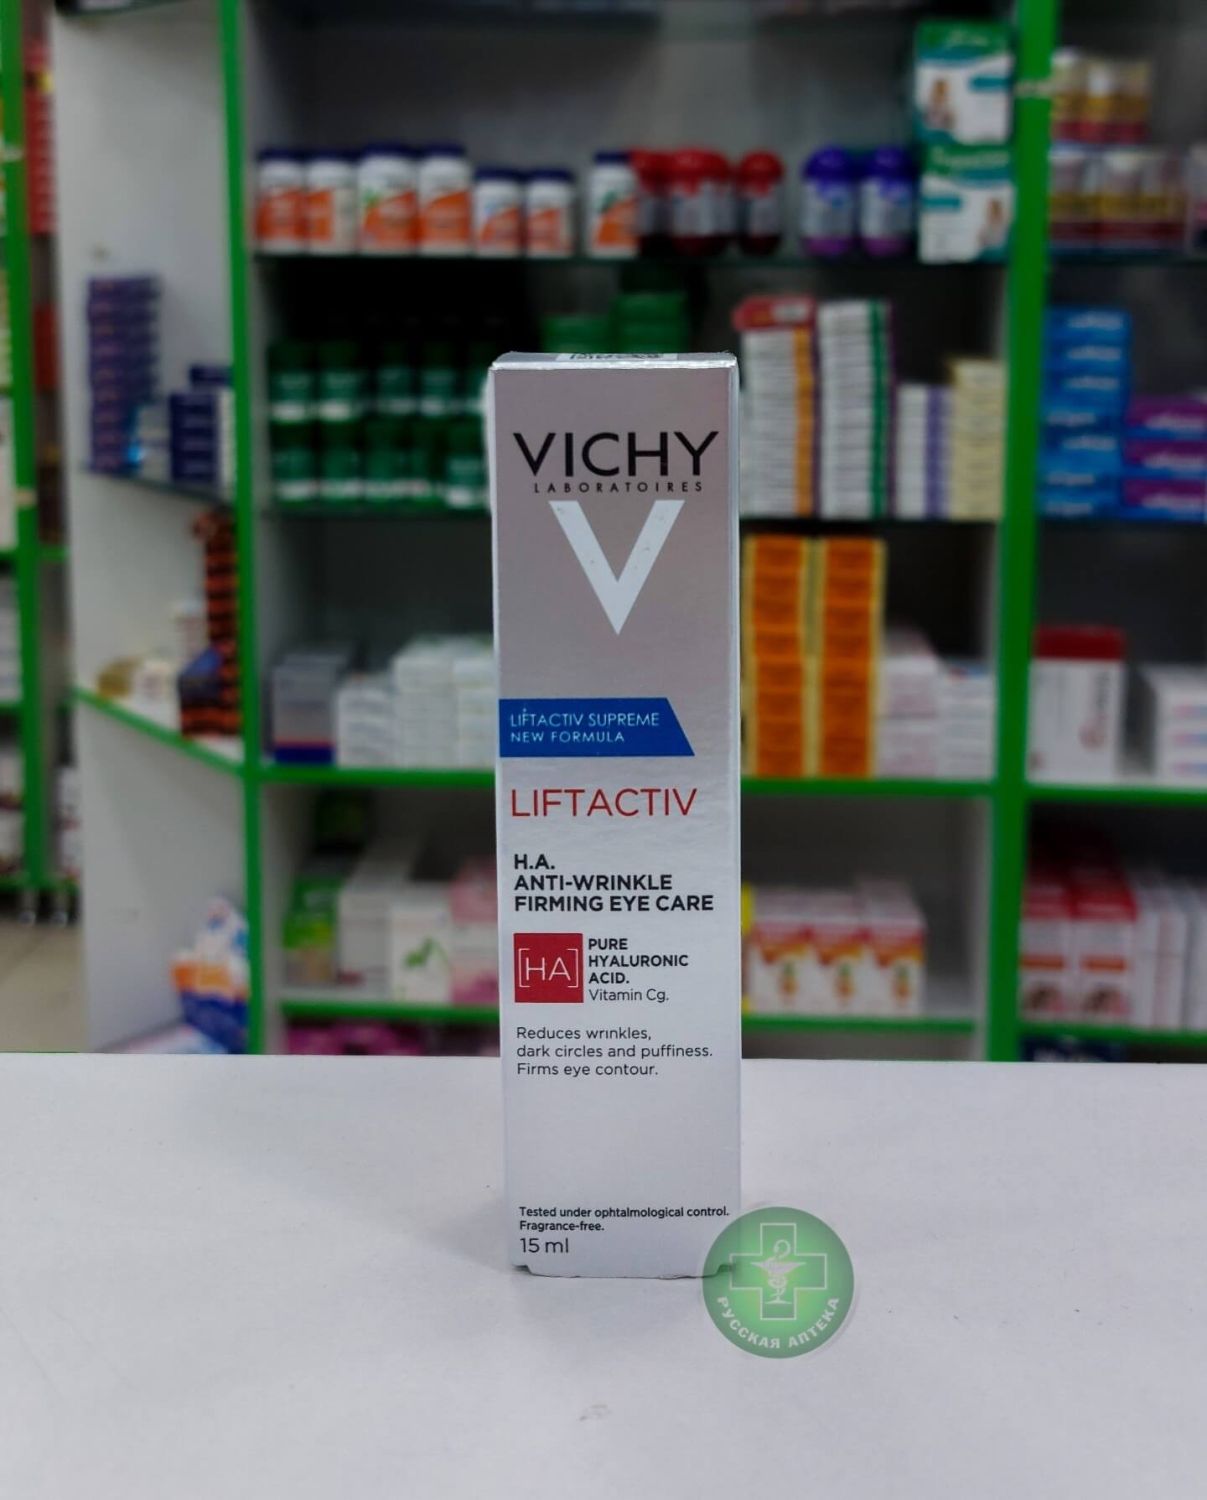 VICHY
LABORATOIRES
LIFTACTIV SUPREME
NEW FORMULA
LIFTACTIV
H.A.
ANTI-WRINKLE
FIRMING EYE CARE
[HA]
PURE
HYALURONIC
ACID.
Vitamin Cg.
Reduces wrinkles,
dark circles and puffiness.
Firms eye contour.
Tested under ophtalmological control.
Fragrance-free.
15 ml
РУССКАЯ АПТЕКА